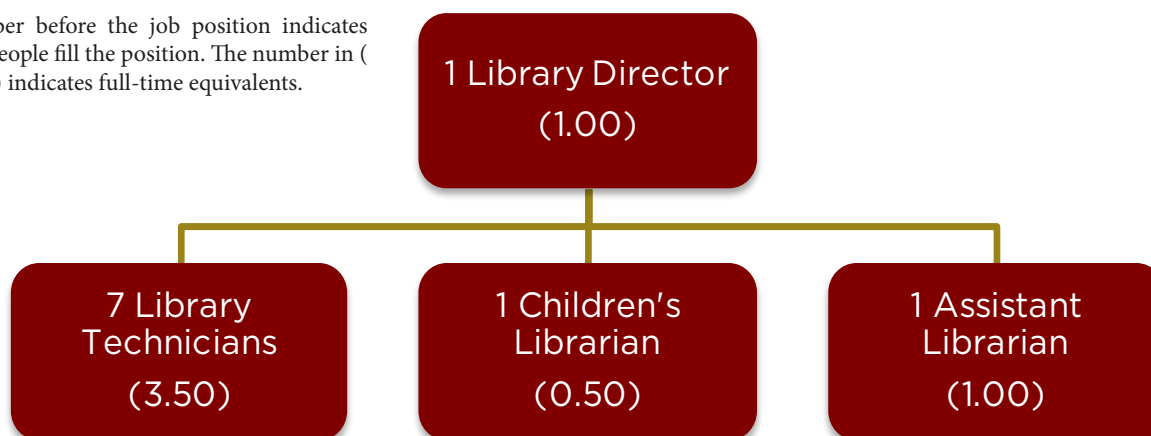 per before the job position indicates
eople fill the position. The number in (
) indicates full-time equivalents.
1 Library Director
(1.00)
7 Library
Technicians
(3.50)
1 Children's
Librarian
(0.50)
1 Assistant
Librarian
(1.00)